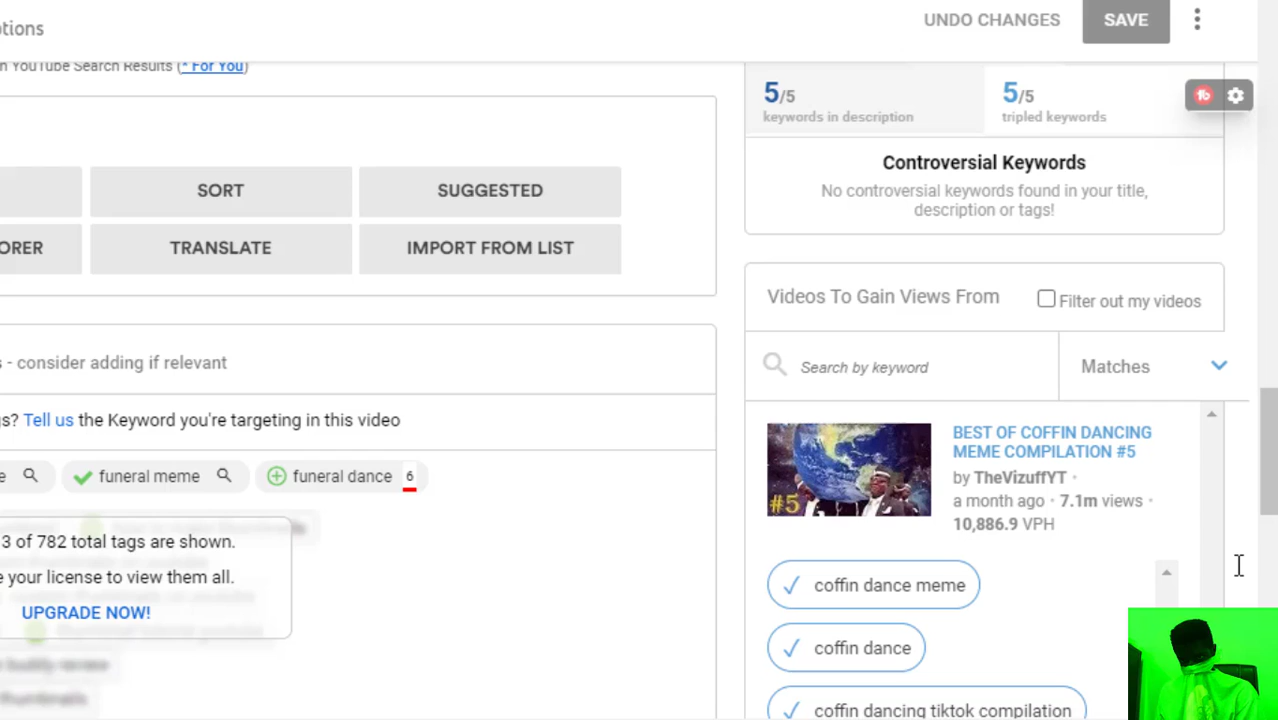 ptions
UNDO CHANGES
SAVE
n YouTube Search Results (* For You)
5/5
keywords in description
5/5
tripled keywords
Controversial Keywords
No controversial keywords found in your title,
description or tags!
SORT
SUGGESTED
ORER
TRANSLATE
IMPORT FROM LIST
Videos To Gain Views From
Filter out my videos
Search by keyword
Matches
s - consider adding if relevant
gs? Tell us the Keyword you're targeting in this video
e
funeral meme
funeral dance 6
3 of 782 total tags are shown.
e your license to view them all.
UPGRADE NOW!
BEST OF COFFIN DANCING
MEME COMPILATION #5
by TheVizuffYT •
a month ago • 7.1m views •
10,886.9 VPH
#5
coffin dance meme
coffin dance
coffin dancing tiktok compilation